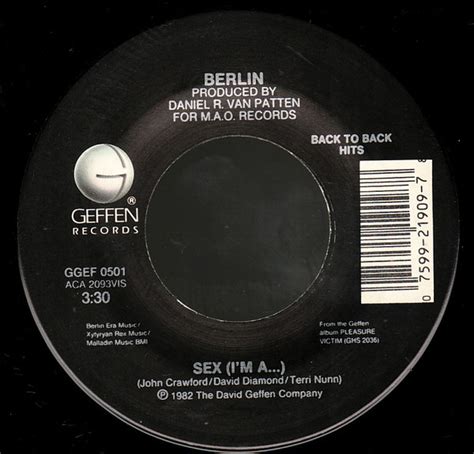 BERLIN
PRODUCED BY
DANIEL R. VAN PATTEN
FOR M.A.O. RECORDS
BACK TO BACK
HITS
G
®
GEFFEN
RECORDS
GGEF 0501
ACA 2093VIS
3:30
Berlin Era Music/
Xytyryan Rex Music/
Malladin Music BMI
0 7599-21909-7 8
From the Geffen
album PLEASURE
VICTIM (GHS 2036)
SEX (I'M A...)
(John Crawford/David Diamond/Terri Nunn)
℗ © 1982 The David Geffen Company